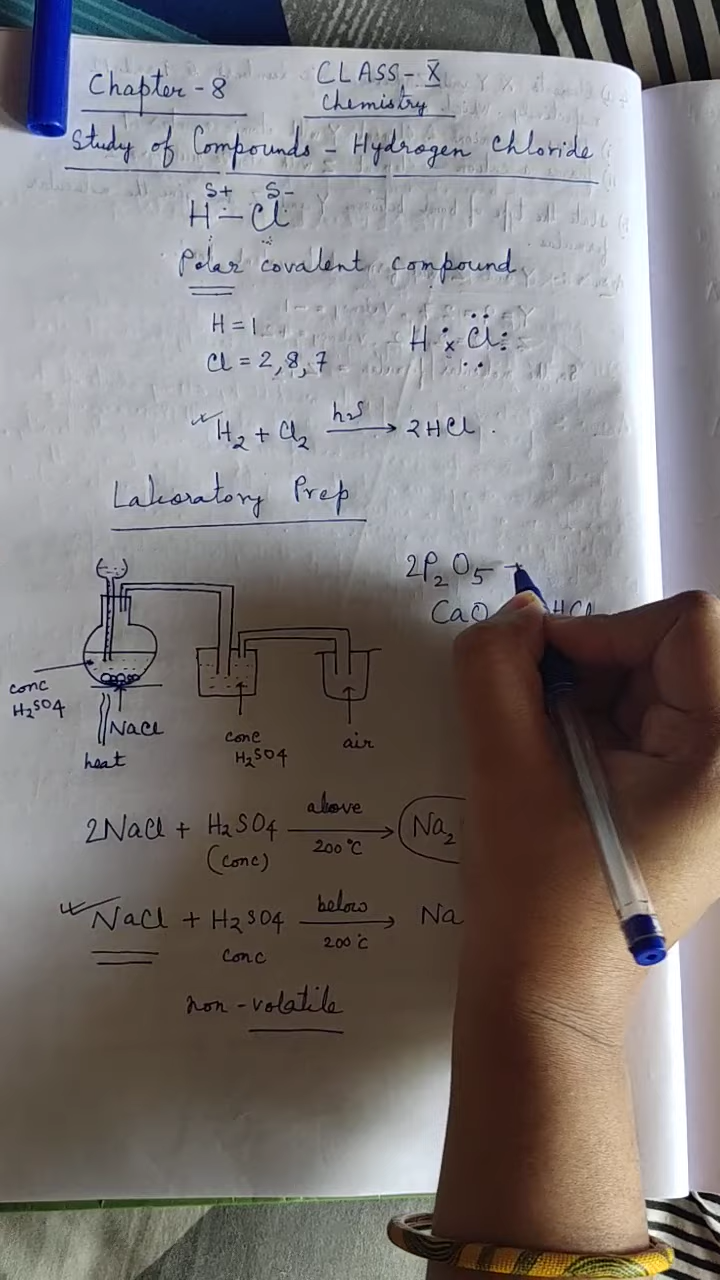 CLASS - X
Chapter - 8
Chemistry
Study of Compounds - Hydrogen Chloride
S+ S-
H - Cl
Polar covalent compound
H = 1
Cl = 2, 8, 7
H x Cl
H2 + Cl2 h2S → 2HCl .
Laboratory Prep
2P2O5 -
CaO HCl
conc
H2SO4
NaCl
heat
conc
H2SO4
air
2NaCl + H2SO4 (conc) above 200°C → Na2
NaCl + H2SO4 conc below 200°C → Na
non - volatile